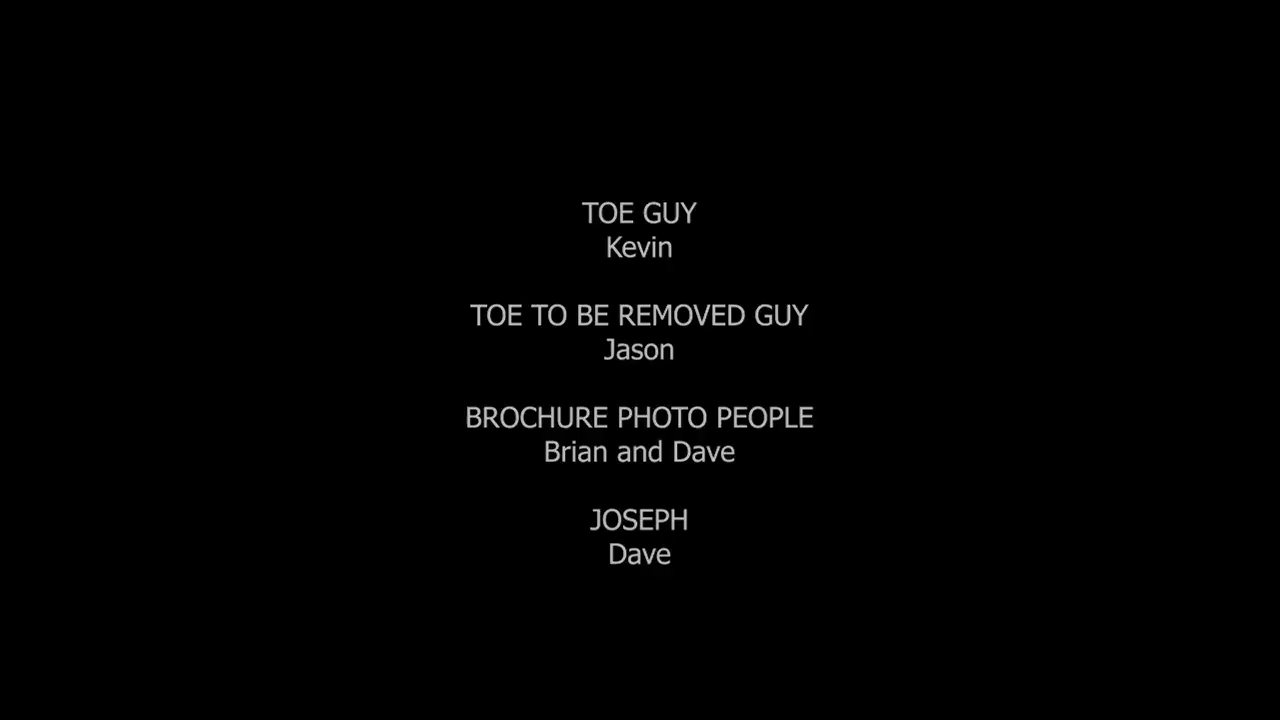 TOE GUY
Kevin
TOE TO BE REMOVED GUY
Jason
BROCHURE PHOTO PEOPLE
Brian and Dave
JOSEPH
Dave